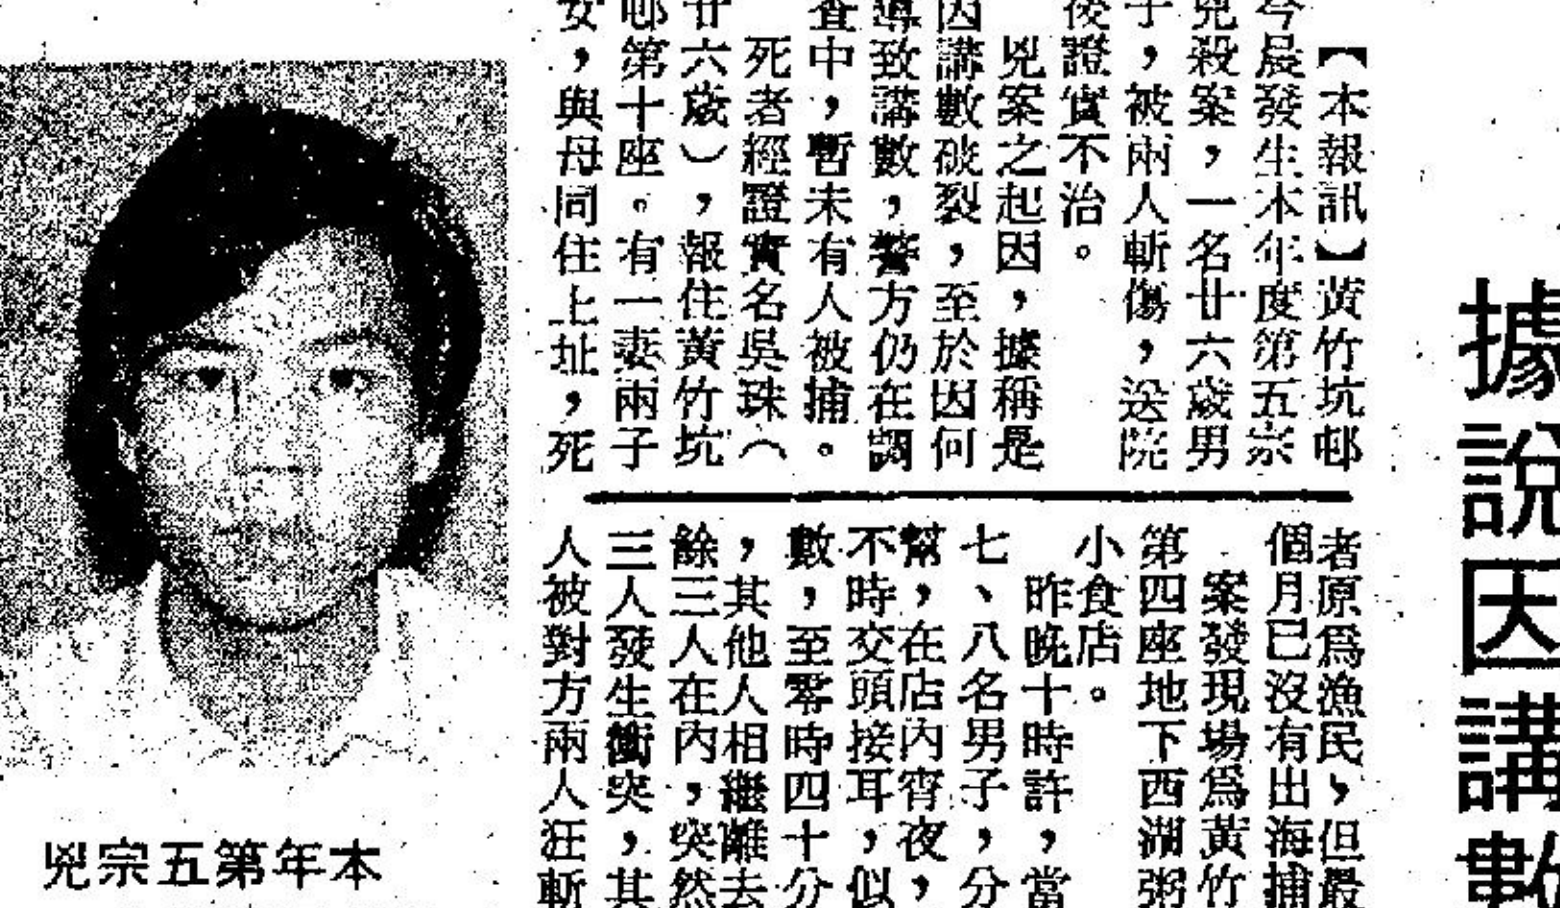 據説因講數
【本報訊】黃竹坑邨
今晨發生本年度第五宗
兇殺案，一名廿六歲男
子，被兩人斬傷，送院
後證實不治。
兇案之起因，據稱是
因講數破裂，至於因何
導致講數，警方仍在調
查中，暫未有人被捕。
死者經證實名吳珠（
廿六歲），報住黃竹坑
邨第十座。有一妻兩子
女，與母同住上址，死
者原爲漁民，但最
個月已沒有出海捕
案發現場爲黃竹
第四座地下西湖粥
小食店。
昨晚十時許，當
七、八名男子，分
幫，在店內宵夜，
不時交頭接耳，似
數，至零時四十分
，其他人相繼離去
餘三人在內，突然
三人發生衝突，其
人被對方兩人狂斬
本年第五宗兇